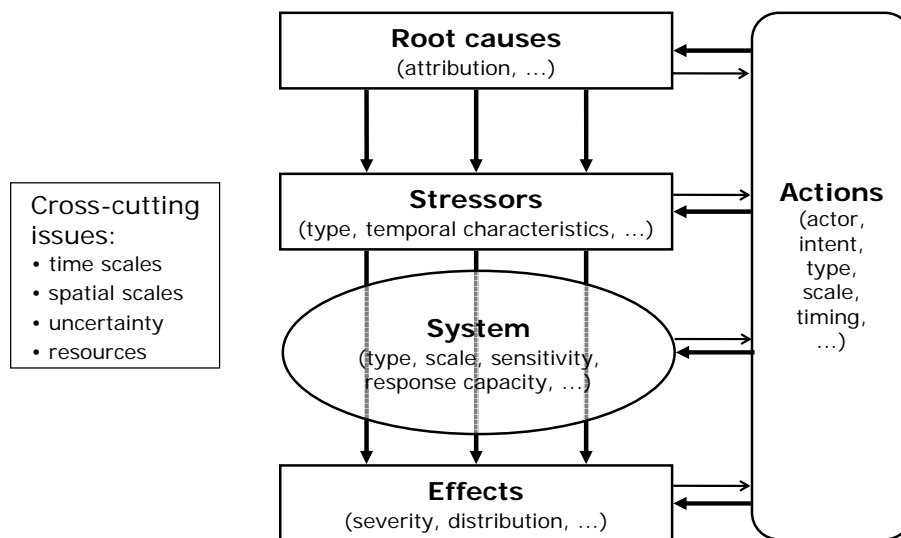 Root causes
(attribution, ...)
Stressors
(type, temporal characteristics, ...)
System
(type, scale, sensitivity,
response capacity, ...)
Effects
(severity, distribution, ...)
Cross-cutting
issues:
• time scales
• spatial scales
• uncertainty
• resources
Actions
(actor,
intent,
type,
scale,
timing,
...)